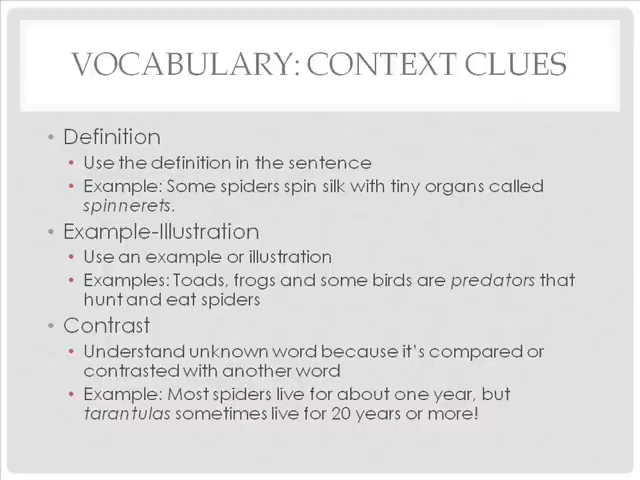 VOCABULARY: CONTEXT CLUES
• Definition
• Use the definition in the sentence
• Example: Some spiders spin silk with tiny organs called
spinnerets.
• Example-Illustration
• Use an example or illustration
• Examples: Toads, frogs and some birds are predators that
hunt and eat spiders
• Contrast
• Understand unknown word because it's compared or
contrasted with another word
• Example: Most spiders live for about one year, but
tarantulas sometimes live for 20 years or more!